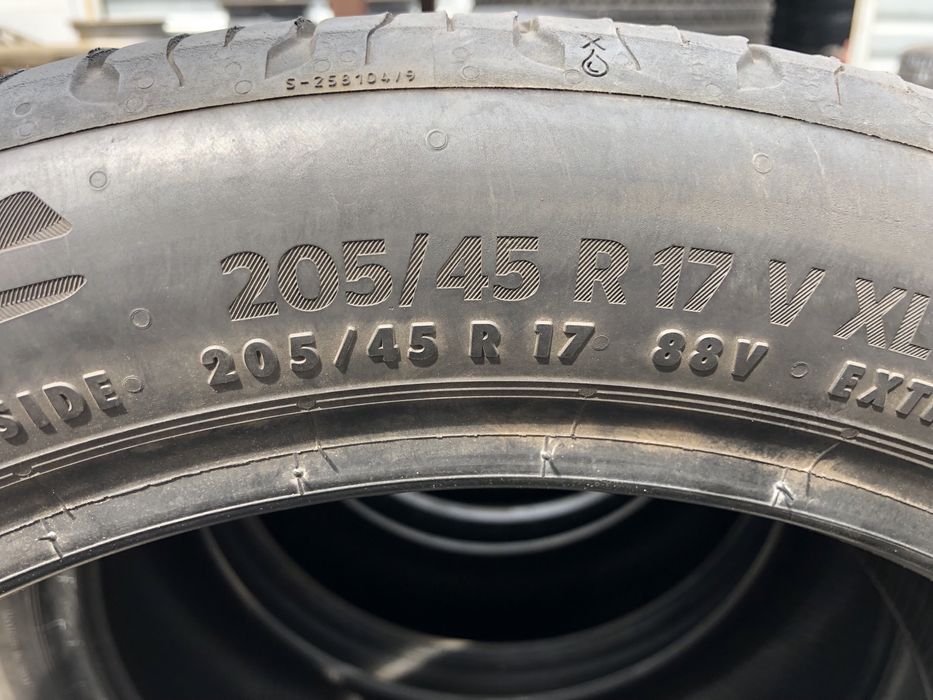 S-258104/9
205/45 R 17 V XL
SIDE 205/45 R 17 88V EXT